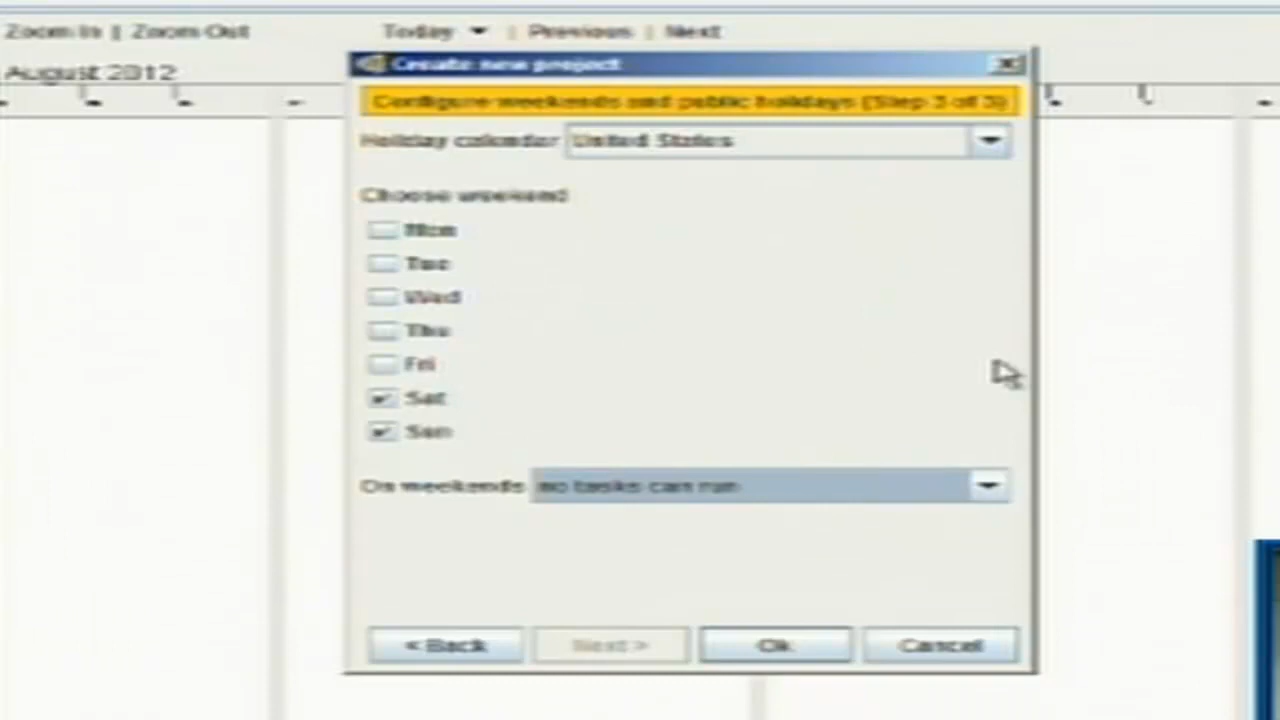 Zoom In | Zoom Out
Today | Previous | Next
August 2012
Create new project
Configure weekends and public holidays (Step 3 of 3)
Holiday calendar United States
Choose weekend
Mon
Tue
Wed
Thu
Fri
Sat
Sun
On weekends no tasks can run
< Back Next > Ok Cancel